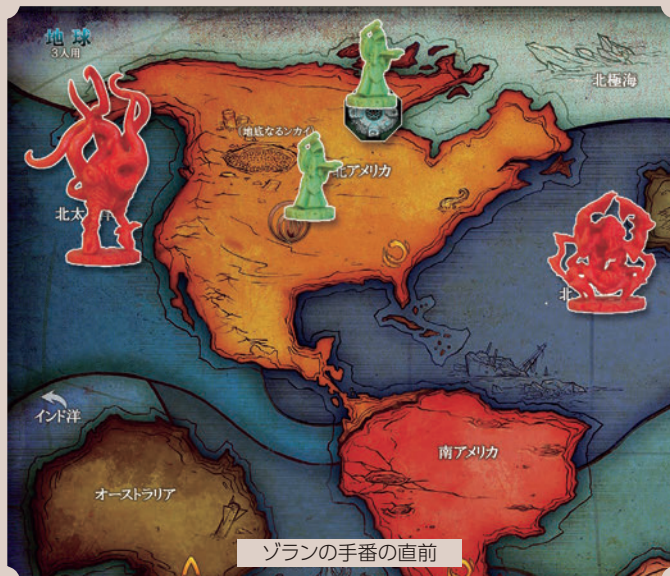 地球
3人用
北極海
(地底なるンカイ)
北アメリカ
北太
北
インド洋
オーストラリア
南アメリカ
ゾランの手番の直前